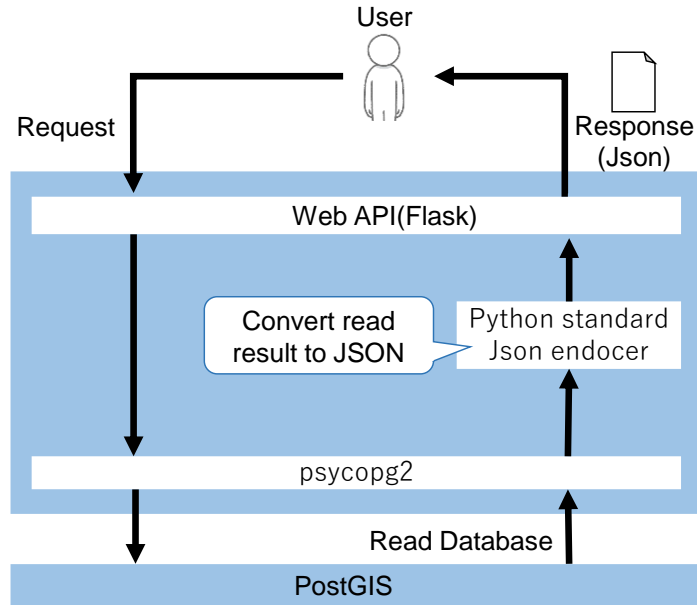 User
Request
Response
(Json)
Web API(Flask)
Convert read
result to JSON
Python standard
Json endocer
psycopg2
Read Database
PostGIS